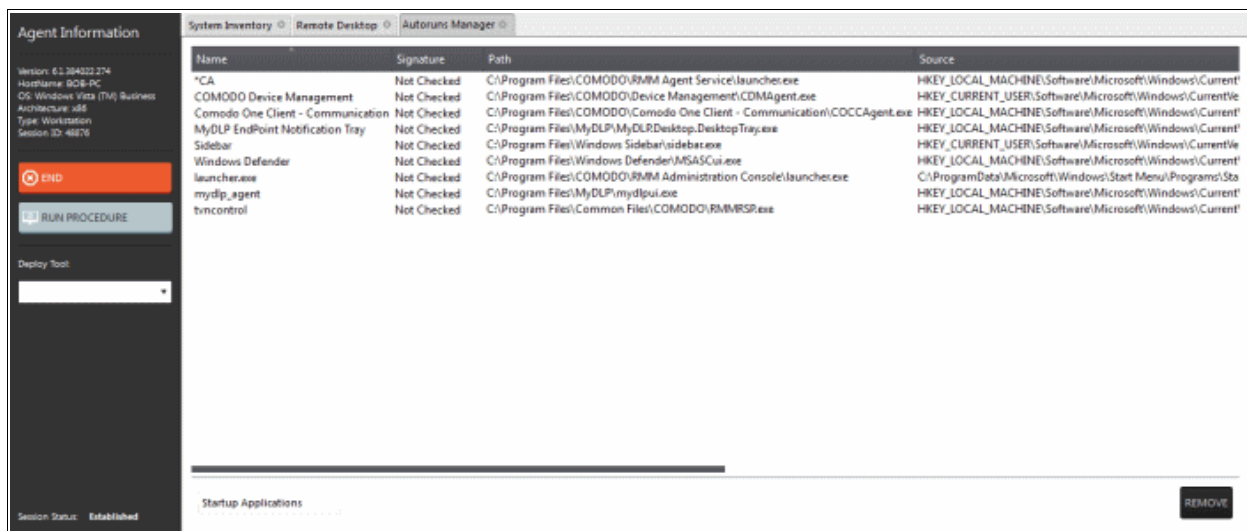 Agent Information
Version: 6.1.384022.274
HostName: BOB-PC
OS: Windows Vista (TM) Business
Architecture: x86
Type: Workstation
Session ID: 48876
END
RUN PROCEDURE
Deploy Tool:
Session Status: Established
System Inventory Remote Desktop Autoruns Manager
Name Signature Path Source
*CA Not Checked C:\Program Files\COMODO\RMM Agent Service\launcher.exe HKEY_LOCAL_MACHINE\Software\Microsoft\Windows\Current
COMODO Device Management Not Checked C:\Program Files\COMODO\Device Management\CDMAgent.exe HKEY_CURRENT_USER\Software\Microsoft\Windows\CurrentVe
Comodo One Client - Communication Not Checked C:\Program Files\COMODO\Comodo One Client - Communication\COCCAgent.exe HKEY_LOCAL_MACHINE\Software\Microsoft\Windows\Current
MyDLP EndPoint Notification Tray Not Checked C:\Program Files\MyDLP\MyDLP.Desktop.DesktopTray.exe HKEY_LOCAL_MACHINE\Software\Microsoft\Windows\Current
Sidebar Not Checked C:\Program Files\Windows Sidebar\sidebar.exe HKEY_CURRENT_USER\Software\Microsoft\Windows\CurrentVe
Windows Defender Not Checked C:\Program Files\Windows Defender\MSASCui.exe HKEY_LOCAL_MACHINE\Software\Microsoft\Windows\Current
launcher.exe Not Checked C:\Program Files\COMODO\RMM Administration Console\launcher.exe C:\ProgramData\Microsoft\Windows\Start Menu\Programs\Sta
mydlp_agent Not Checked C:\Program Files\MyDLP\mydlpui.exe HKEY_LOCAL_MACHINE\Software\Microsoft\Windows\Current
tvncontrol Not Checked C:\Program Files\Common Files\COMODO\RMMRSP.exe HKEY_LOCAL_MACHINE\Software\Microsoft\Windows\Current
Startup Applications
REMOVE